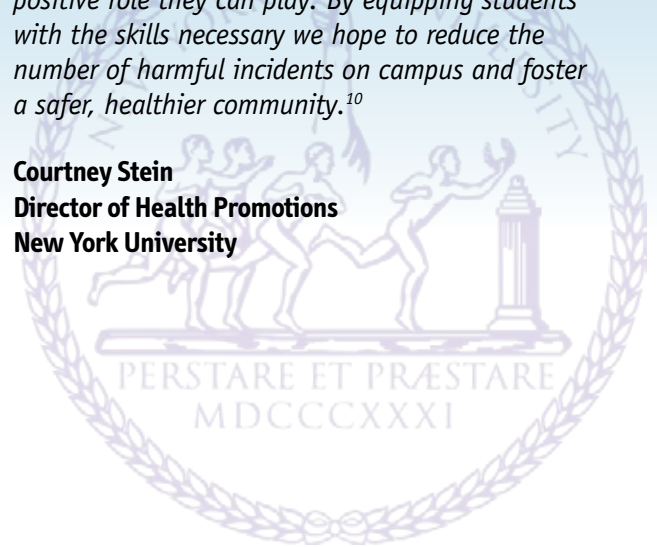 positive role they can play. By equipping students
with the skills necessary we hope to reduce the
number of harmful incidents on campus and foster
a safer, healthier community.10
Courtney Stein
Director of Health Promotions
New York University
PERSTARE ET PRÆSTARE
MDCCCXXXI